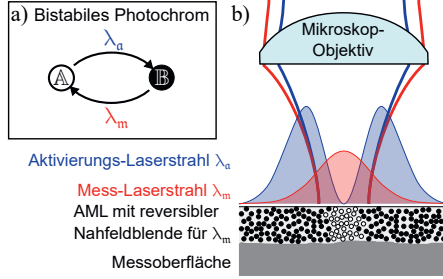 a) Bistabiles Photochrom
λa
𝔸
𝔹
λm
b)
Mikroskop-
Objektiv
Aktivierungs-Laserstrahl λa
Mess-Laserstrahl λm
AML mit reversibler
Nahfeldblende für λm
Messoberfläche